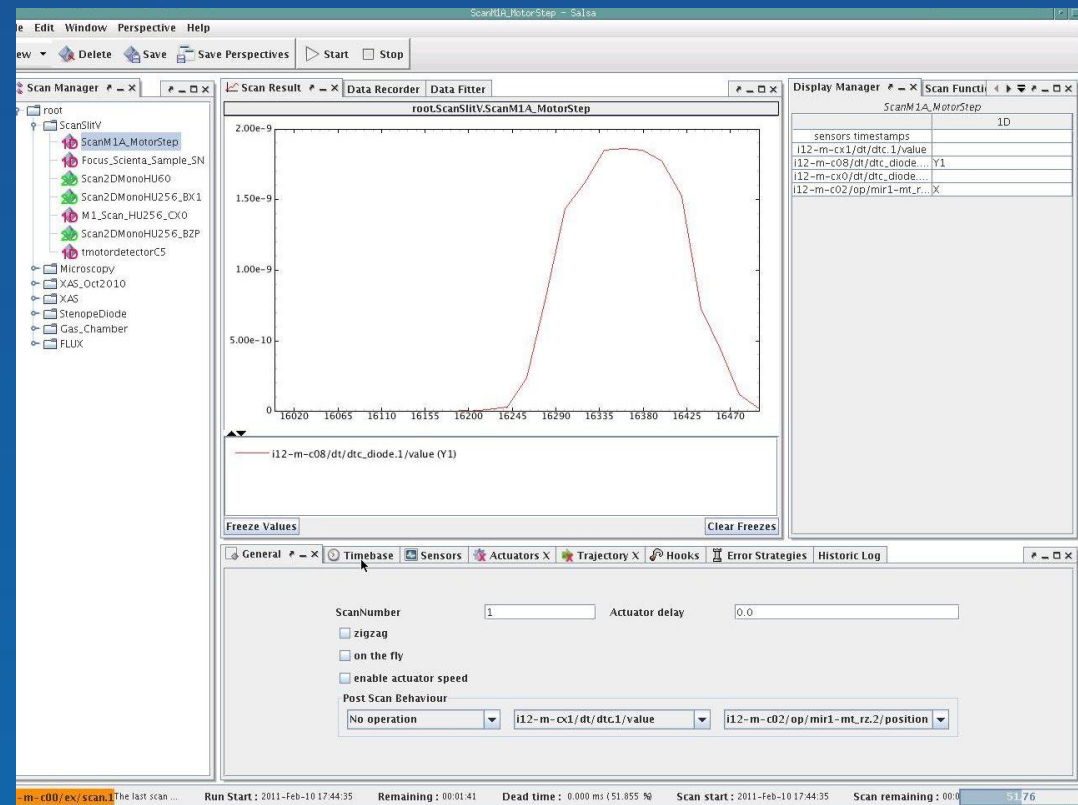 ScanM1A_MotorStep - Salsa
le Edit Window Perspective Help
ew Delete Save Save Perspectives Start Stop
Scan Manager
root
ScanSlitV
1D ScanM1A_MotorStep
1D Focus_Scienta_Sample_SN
2D Scan2DMonoHU60
2D Scan2DMonoHU256_BX1
1D M1_Scan_HU256_CX0
2D Scan2DMonoHU256_BZP
1D tmotordetectorC5
Microscopy
XAS_Oct2010
XAS
StenopeDiode
Gas_Chamber
FLUX
Scan Result Data Recorder Data Fitter
root.ScanSlitV.ScanM1A_MotorStep
2.00e-9
1.50e-9
1.00e-9
5.00e-10
0
16020 16065 16110 16155 16200 16245 16290 16335 16380 16425 16470
i12-m-c08/dt/dtc_diode.1/value (Y1)
Freeze Values Clear Freezes
Display Manager Scan Functi
ScanM1A_MotorStep
1D
sensors timestamps
i12-m-cx1/dt/dtc.1/value
i12-m-c08/dt/dtc_diode.... Y1
i12-m-cx0/dt/dtc_diode....
i12-m-c02/op/mir1-mt_r... X
General Timebase Sensors Actuators X Trajectory X Hooks Error Strategies Historic Log
ScanNumber 1 Actuator delay 0.0
zigzag
on the fly
enable actuator speed
Post Scan Behaviour
No operation i12-m-cx1/dt/dtc.1/value i12-m-c02/op/mir1-mt_rz.2/position
-m-c00/ex/scan.1 The last scan ... Run Start : 2011-Feb-10 17:44:35 Remaining : 00:01:41 Dead time : 0.000 ms (51.855 % Scan start : 2011-Feb-10 17:44:35 Scan remaining : 00:0 51.76